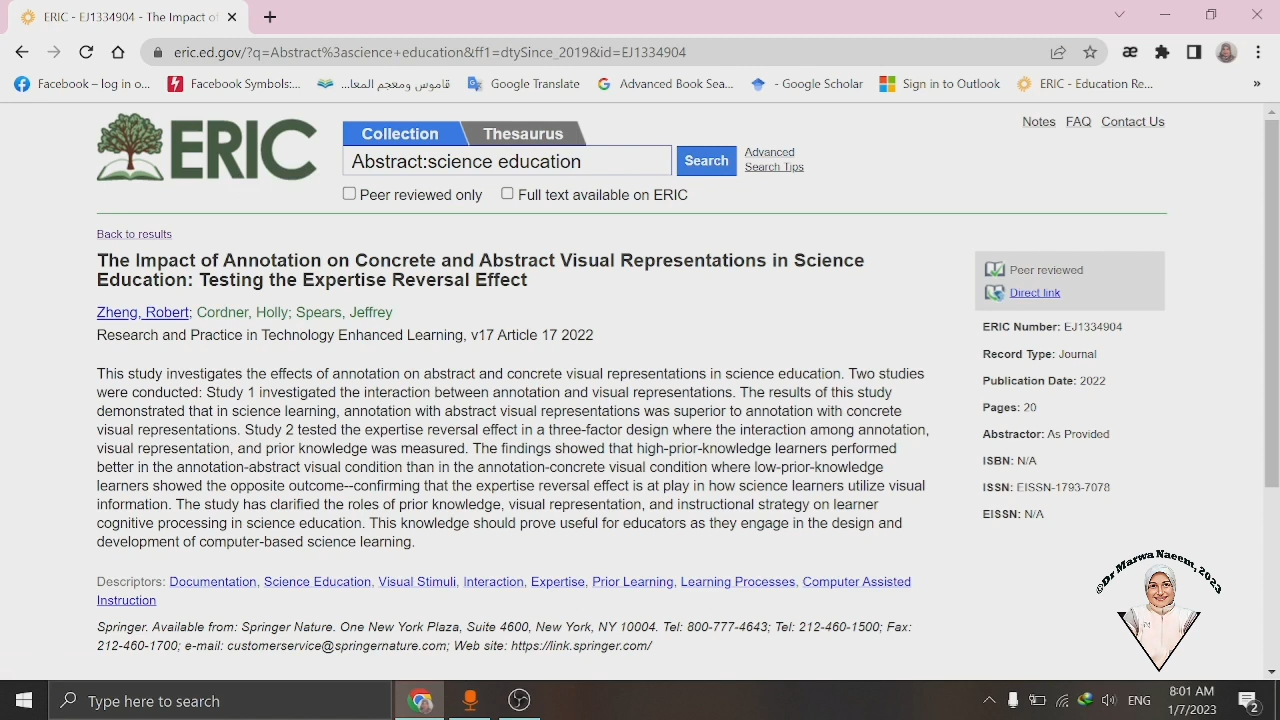 ERIC - EJ1334904 - The Impact of
eric.ed.gov/?q=Abstract%3ascience+education&ff1=dtySince_2019&id=EJ1334904
Facebook – log in o...
Facebook Symbols:...
قاموس ومعجم المعا...
Google Translate
Advanced Book Sea...
- Google Scholar
Sign in to Outlook
ERIC - Education Re...
»
ERIC
Collection
Thesaurus
Notes FAQ Contact Us
Abstract:science education
Search
Advanced
Search Tips
Peer reviewed only
Full text available on ERIC
Back to results
The Impact of Annotation on Concrete and Abstract Visual Representations in Science
Education: Testing the Expertise Reversal Effect
Zheng, Robert; Cordner, Holly; Spears, Jeffrey
Research and Practice in Technology Enhanced Learning, v17 Article 17 2022
This study investigates the effects of annotation on abstract and concrete visual representations in science education. Two studies
were conducted: Study 1 investigated the interaction between annotation and visual representations. The results of this study
demonstrated that in science learning, annotation with abstract visual representations was superior to annotation with concrete
visual representations. Study 2 tested the expertise reversal effect in a three-factor design where the interaction among annotation,
visual representation, and prior knowledge was measured. The findings showed that high-prior-knowledge learners performed
better in the annotation-abstract visual condition than in the annotation-concrete visual condition where low-prior-knowledge
learners showed the opposite outcome--confirming that the expertise reversal effect is at play in how science learners utilize visual
information. The study has clarified the roles of prior knowledge, visual representation, and instructional strategy on learner
cognitive processing in science education. This knowledge should prove useful for educators as they engage in the design and
development of computer-based science learning.
Descriptors: Documentation, Science Education, Visual Stimuli, Interaction, Expertise, Prior Learning, Learning Processes, Computer Assisted
Instruction
Springer. Available from: Springer Nature. One New York Plaza, Suite 4600, New York, NY 10004. Tel: 800-777-4643; Tel: 212-460-1500; Fax:
212-460-1700; e-mail: customerservice@springernature.com; Web site: https://link.springer.com/
Peer reviewed
Direct link
ERIC Number: EJ1334904
Record Type: Journal
Publication Date: 2022
Pages: 20
Abstractor: As Provided
ISBN: N/A
ISSN: EISSN-1793-7078
EISSN: N/A
©Dr Marwa Naeem, 2023
Type here to search
ENG
8:01 AM
1/7/2023
2